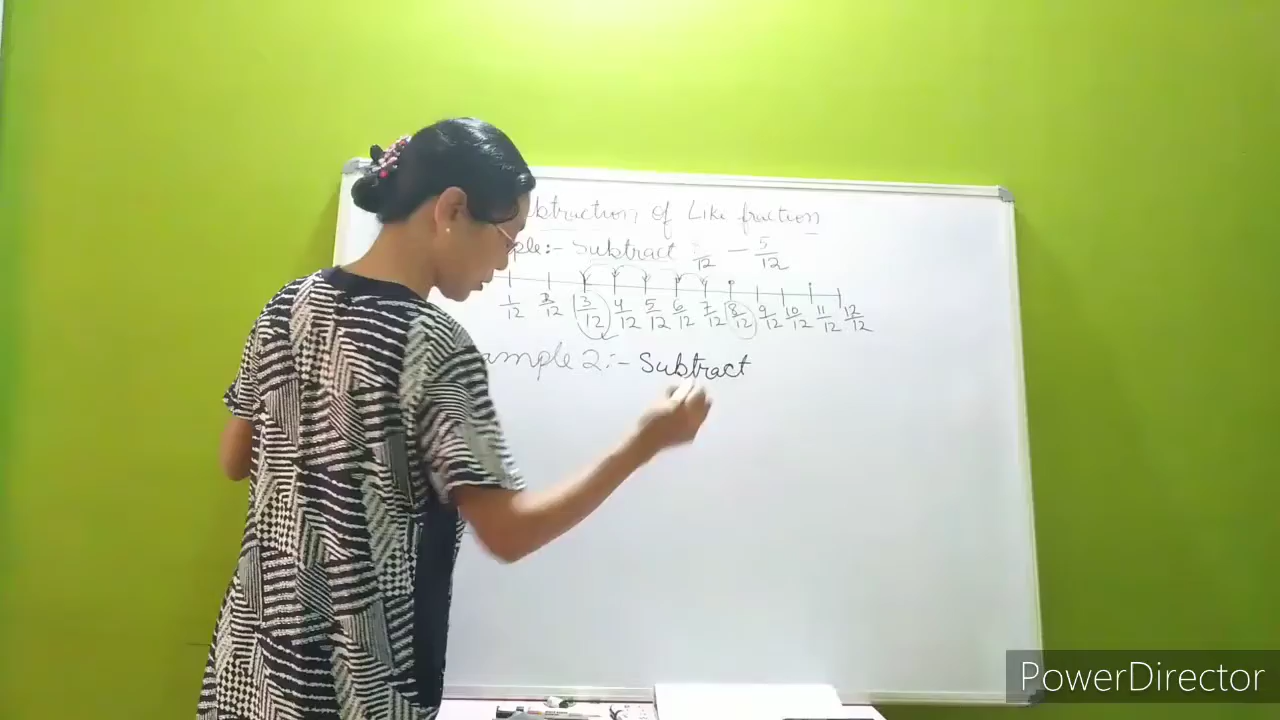 btruction of Like fraction
ple:- Subtract /12 - 5/12
1/12 2/12 3/12 4/12 5/12 6/12 7/12 8/12 9/12 10/12 11/12 12/12
ample 2:- Subtract
PowerDirector